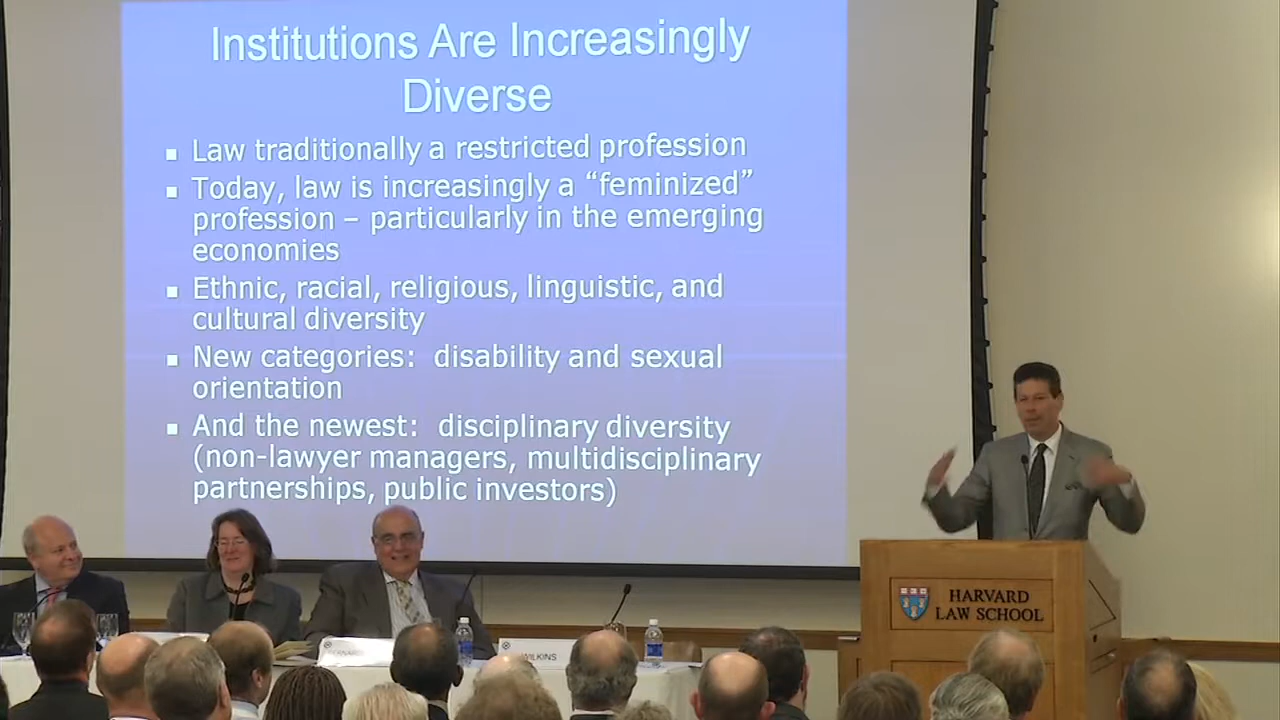 Institutions Are Increasingly
Diverse
Law traditionally a restricted profession
Today, law is increasingly a “feminized”
profession – particularly in the emerging
economies
Ethnic, racial, religious, linguistic, and
cultural diversity
New categories: disability and sexual
orientation
And the newest: disciplinary diversity
(non-lawyer managers, multidisciplinary
partnerships, public investors)
HARVARD
LAW SCHOOL
WILKINS